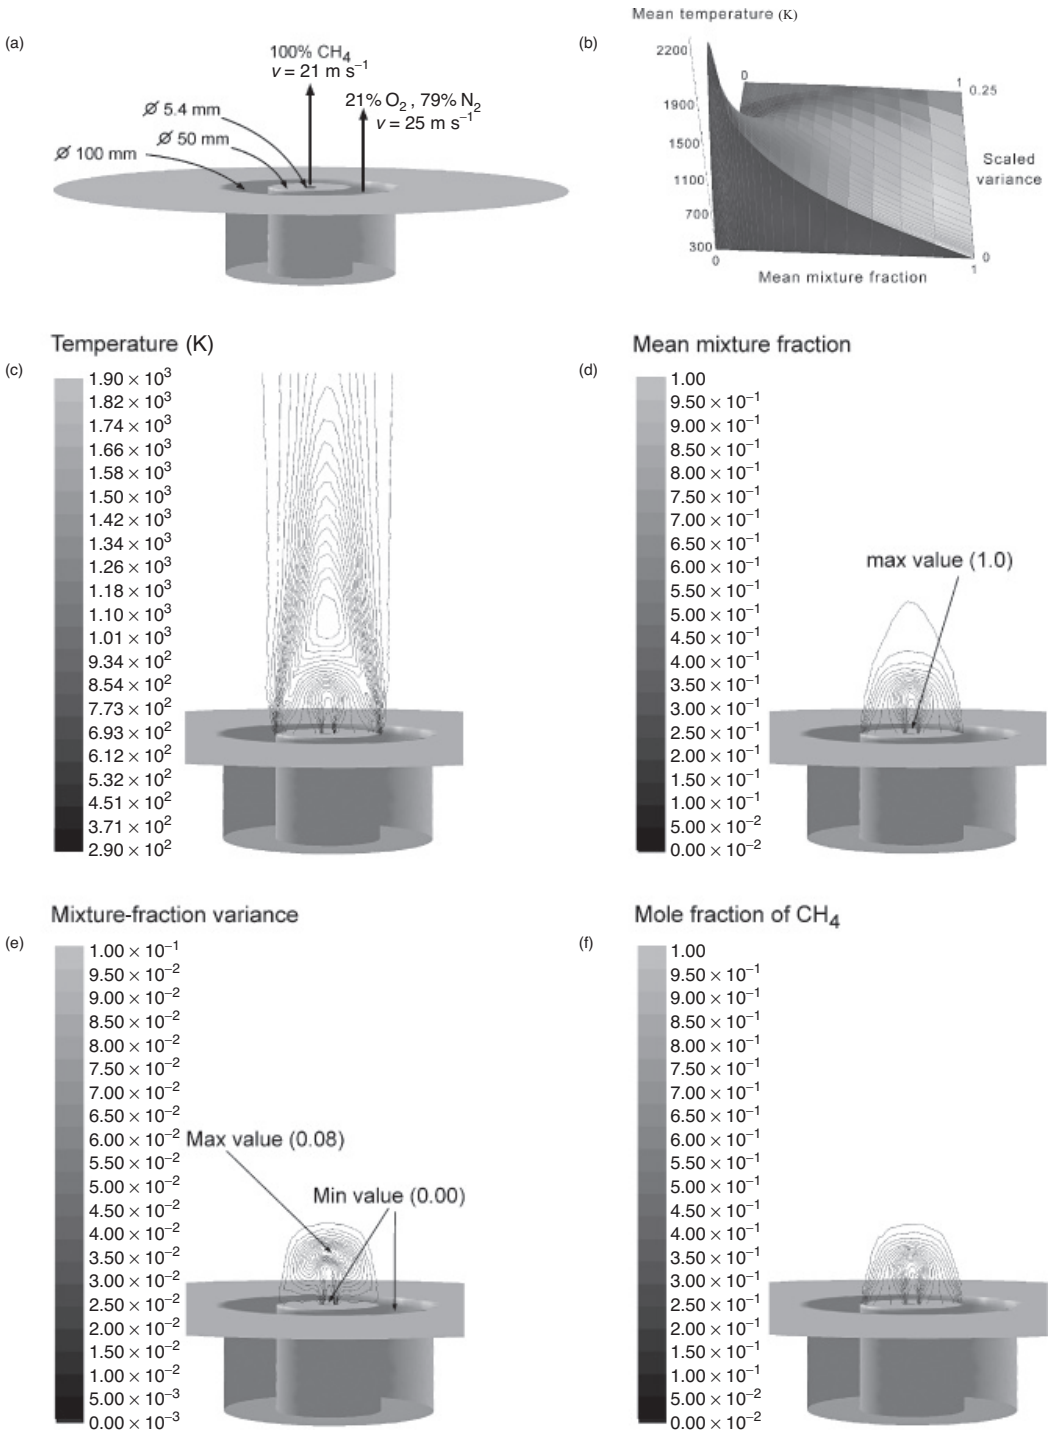 (a)
100% CH4
v = 21 m s−1
21% O2 , 79% N2
v = 25 m s−1
Ø 5.4 mm
Ø 50 mm
Ø 100 mm
(b)
Mean temperature (K)
2200
1900
1500
1100
700
300
0
1
0.25
Scaled
variance
0
0
1
Mean mixture fraction
Temperature (K)
(c)
1.90 × 10³
1.82 × 10³
1.74 × 10³
1.66 × 10³
1.58 × 10³
1.50 × 10³
1.42 × 10³
1.34 × 10³
1.26 × 10³
1.18 × 10³
1.10 × 10³
1.01 × 10³
9.34 × 10²
8.54 × 10²
7.73 × 10²
6.93 × 10²
6.12 × 10²
5.32 × 10²
4.51 × 10²
3.71 × 10²
2.90 × 10²
Mean mixture fraction
(d)
1.00
9.50 × 10−1
9.00 × 10−1
8.50 × 10−1
8.00 × 10−1
7.50 × 10−1
7.00 × 10−1
6.50 × 10−1
6.00 × 10−1
5.50 × 10−1
5.00 × 10−1
4.50 × 10−1
4.00 × 10−1
3.50 × 10−1
3.00 × 10−1
2.50 × 10−1
2.00 × 10−1
1.50 × 10−1
1.00 × 10−1
5.00 × 10−2
0.00 × 10−2
max value (1.0)
Mixture-fraction variance
(e)
1.00 × 10−1
9.50 × 10−2
9.00 × 10−2
8.50 × 10−2
8.00 × 10−2
7.50 × 10−2
7.00 × 10−2
6.50 × 10−2
6.00 × 10−2
5.50 × 10−2
5.00 × 10−2
4.50 × 10−2
4.00 × 10−2
3.50 × 10−2
3.00 × 10−2
2.50 × 10−2
2.00 × 10−2
1.50 × 10−2
1.00 × 10−2
5.00 × 10−3
0.00 × 10−3
Max value (0.08)
Min value (0.00)
Mole fraction of CH4
(f)
1.00
9.50 × 10−1
9.00 × 10−1
8.50 × 10−1
8.00 × 10−1
7.50 × 10−1
7.00 × 10−1
6.50 × 10−1
6.00 × 10−1
5.50 × 10−1
5.00 × 10−1
4.50 × 10−1
4.00 × 10−1
3.50 × 10−1
3.00 × 10−1
2.50 × 10−1
2.00 × 10−1
1.50 × 10−1
1.00 × 10−1
5.00 × 10−2
0.00 × 10−2